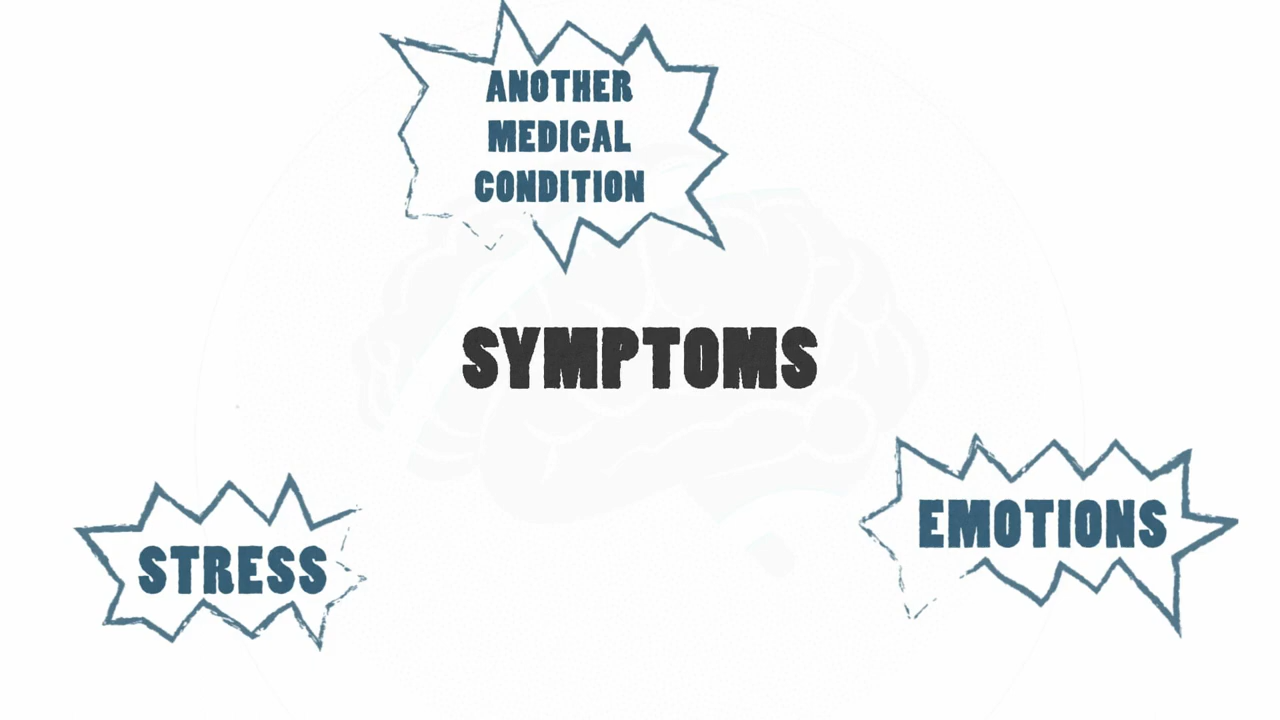 ANOTHER
MEDICAL
CONDITION
SYMPTOMS
STRESS
EMOTIONS